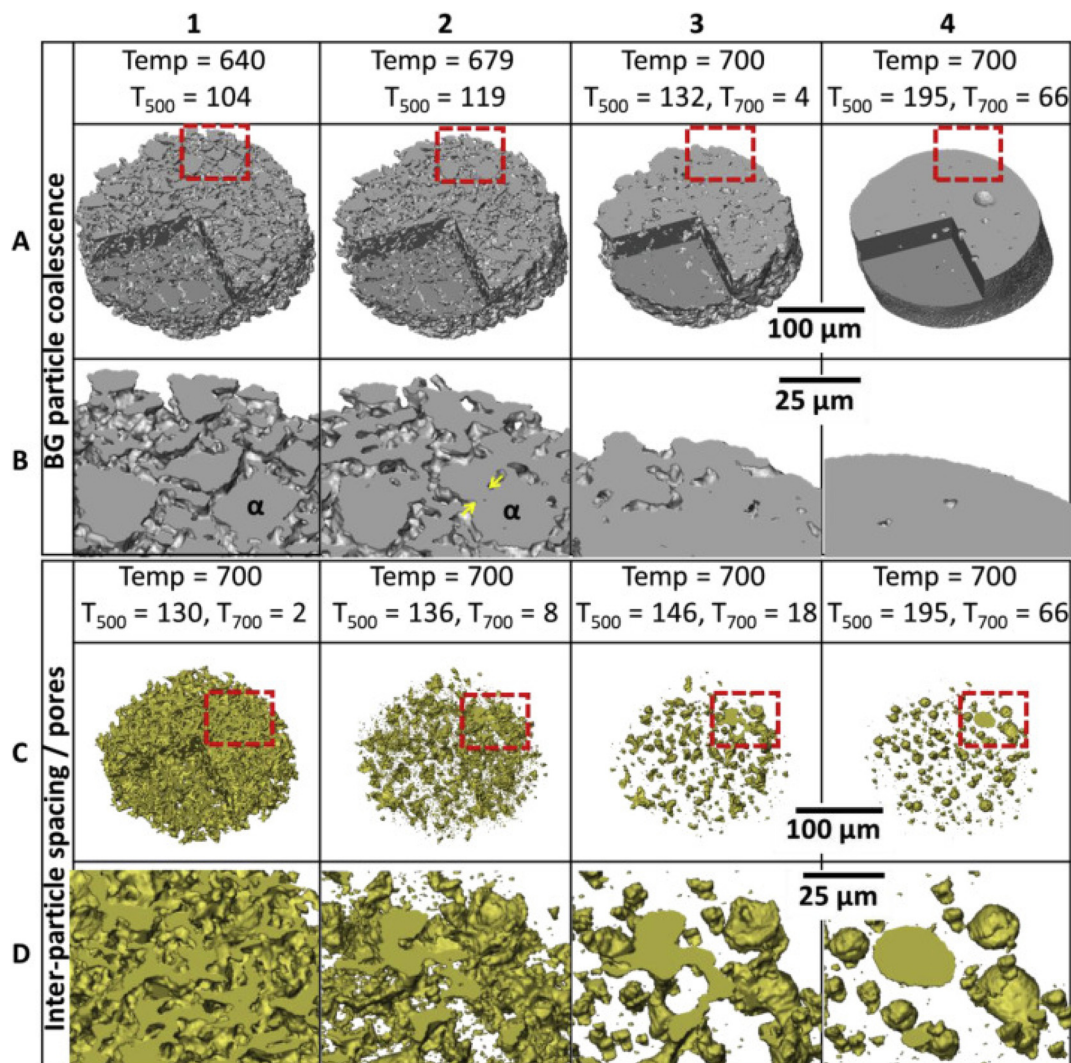 1 2 3 4
Temp = 640 Temp = 679 Temp = 700 Temp = 700
T₅₀₀ = 104 T₅₀₀ = 119 T₅₀₀ = 132, T₇₀₀ = 4 T₅₀₀ = 195, T₇₀₀ = 66
BG particle coalescence
A
100 µm
B
25 µm
α α
Temp = 700 Temp = 700 Temp = 700 Temp = 700
T₅₀₀ = 130, T₇₀₀ = 2 T₅₀₀ = 136, T₇₀₀ = 8 T₅₀₀ = 146, T₇₀₀ = 18 T₅₀₀ = 195, T₇₀₀ = 66
Inter-particle spacing / pores
C
100 µm
D
25 µm